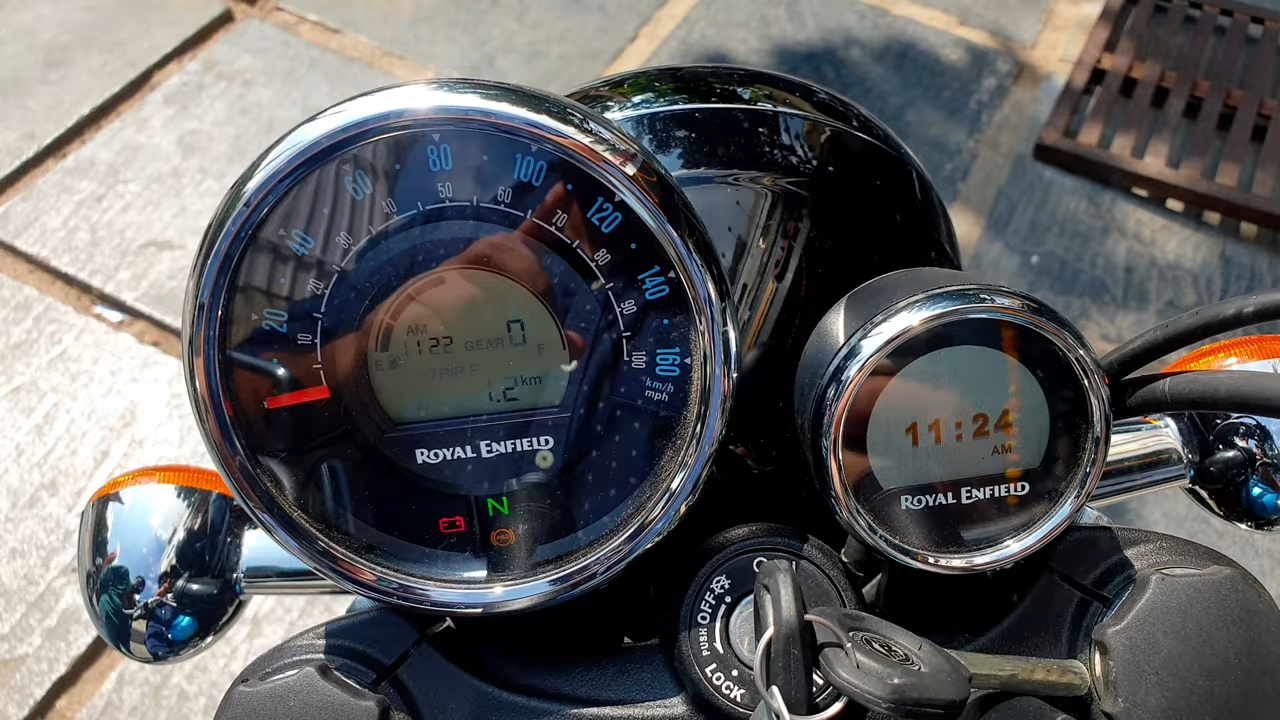 20
40
60
80
100
120
140
160
km/h
mph
10
20
30
40
50
60
70
80
90
100
AM
11:22
GEAR 0
E
F
TRIP F
1.2 km
ROYAL ENFIELD
N
ABS
11:24
AM
ROYAL ENFIELD
OFF
PUSH
LOCK